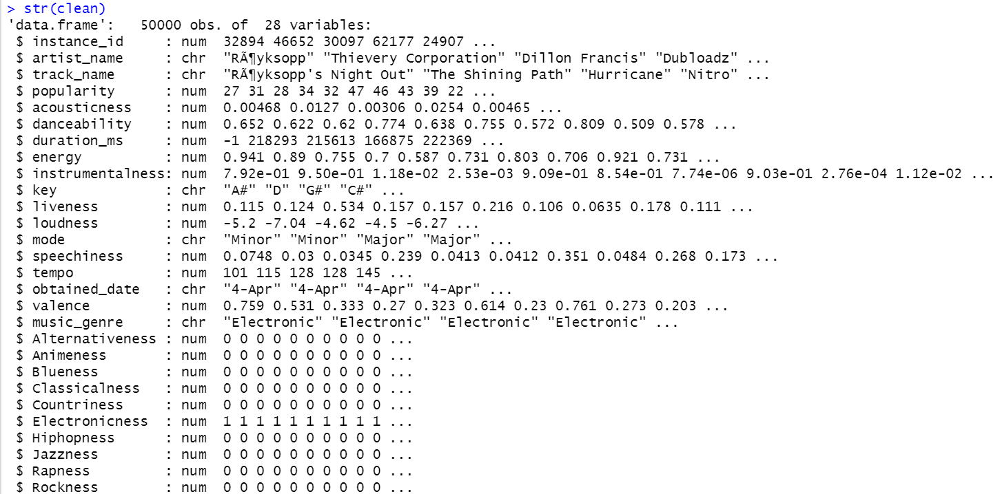 > str(clean)
'data.frame':   50000 obs. of  28 variables:
 $ instance_id     : num  32894 46652 30097 62177 24907 ...
 $ artist_name     : chr  "RÃ¶yksopp" "Thievery Corporation" "Dillon Francis" "Dubloadz" ...
 $ track_name      : chr  "RÃ¶yksopp's Night Out" "The Shining Path" "Hurricane" "Nitro" ...
 $ popularity      : num  27 31 28 34 32 47 46 43 39 22 ...
 $ acousticness    : num  0.00468 0.0127 0.00306 0.0254 0.00465 ...
 $ danceability    : num  0.652 0.622 0.62 0.774 0.638 0.755 0.572 0.809 0.509 0.578 ...
 $ duration_ms     : num  -1 218293 215613 166875 222369 ...
 $ energy          : num  0.941 0.89 0.755 0.7 0.587 0.731 0.803 0.706 0.921 0.731 ...
 $ instrumentalness: num  7.92e-01 9.50e-01 1.18e-02 2.53e-03 9.09e-01 8.54e-01 7.74e-06 9.03e-01 2.76e-04 1.12e-02 ...
 $ key             : chr  "A#" "D" "G#" "C#" ...
 $ liveness        : num  0.115 0.124 0.534 0.157 0.157 0.216 0.106 0.0635 0.178 0.111 ...
 $ loudness        : num  -5.2 -7.04 -4.62 -4.5 -6.27 ...
 $ mode            : chr  "Minor" "Minor" "Major" "Major" ...
 $ speechiness     : num  0.0748 0.03 0.0345 0.239 0.0413 0.0412 0.351 0.0484 0.268 0.173 ...
 $ tempo           : num  101 115 128 128 145 ...
 $ obtained_date   : chr  "4-Apr" "4-Apr" "4-Apr" "4-Apr" ...
 $ valence         : num  0.759 0.531 0.333 0.27 0.323 0.614 0.23 0.761 0.273 0.203 ...
 $ music_genre     : chr  "Electronic" "Electronic" "Electronic" "Electronic" ...
 $ Alternativeness : num  0 0 0 0 0 0 0 0 0 0 ...
 $ Animeness       : num  0 0 0 0 0 0 0 0 0 0 ...
 $ Blueness        : num  0 0 0 0 0 0 0 0 0 0 ...
 $ Classicalness   : num  0 0 0 0 0 0 0 0 0 0 ...
 $ Countriness     : num  0 0 0 0 0 0 0 0 0 0 ...
 $ Electronicness  : num  1 1 1 1 1 1 1 1 1 1 ...
 $ Hiphopness      : num  0 0 0 0 0 0 0 0 0 0 ...
 $ Jazzness        : num  0 0 0 0 0 0 0 0 0 0 ...
 $ Rapness         : num  0 0 0 0 0 0 0 0 0 0 ...
 $ Rockness        : num  0 0 0 0 0 0 0 0 0 0 ...